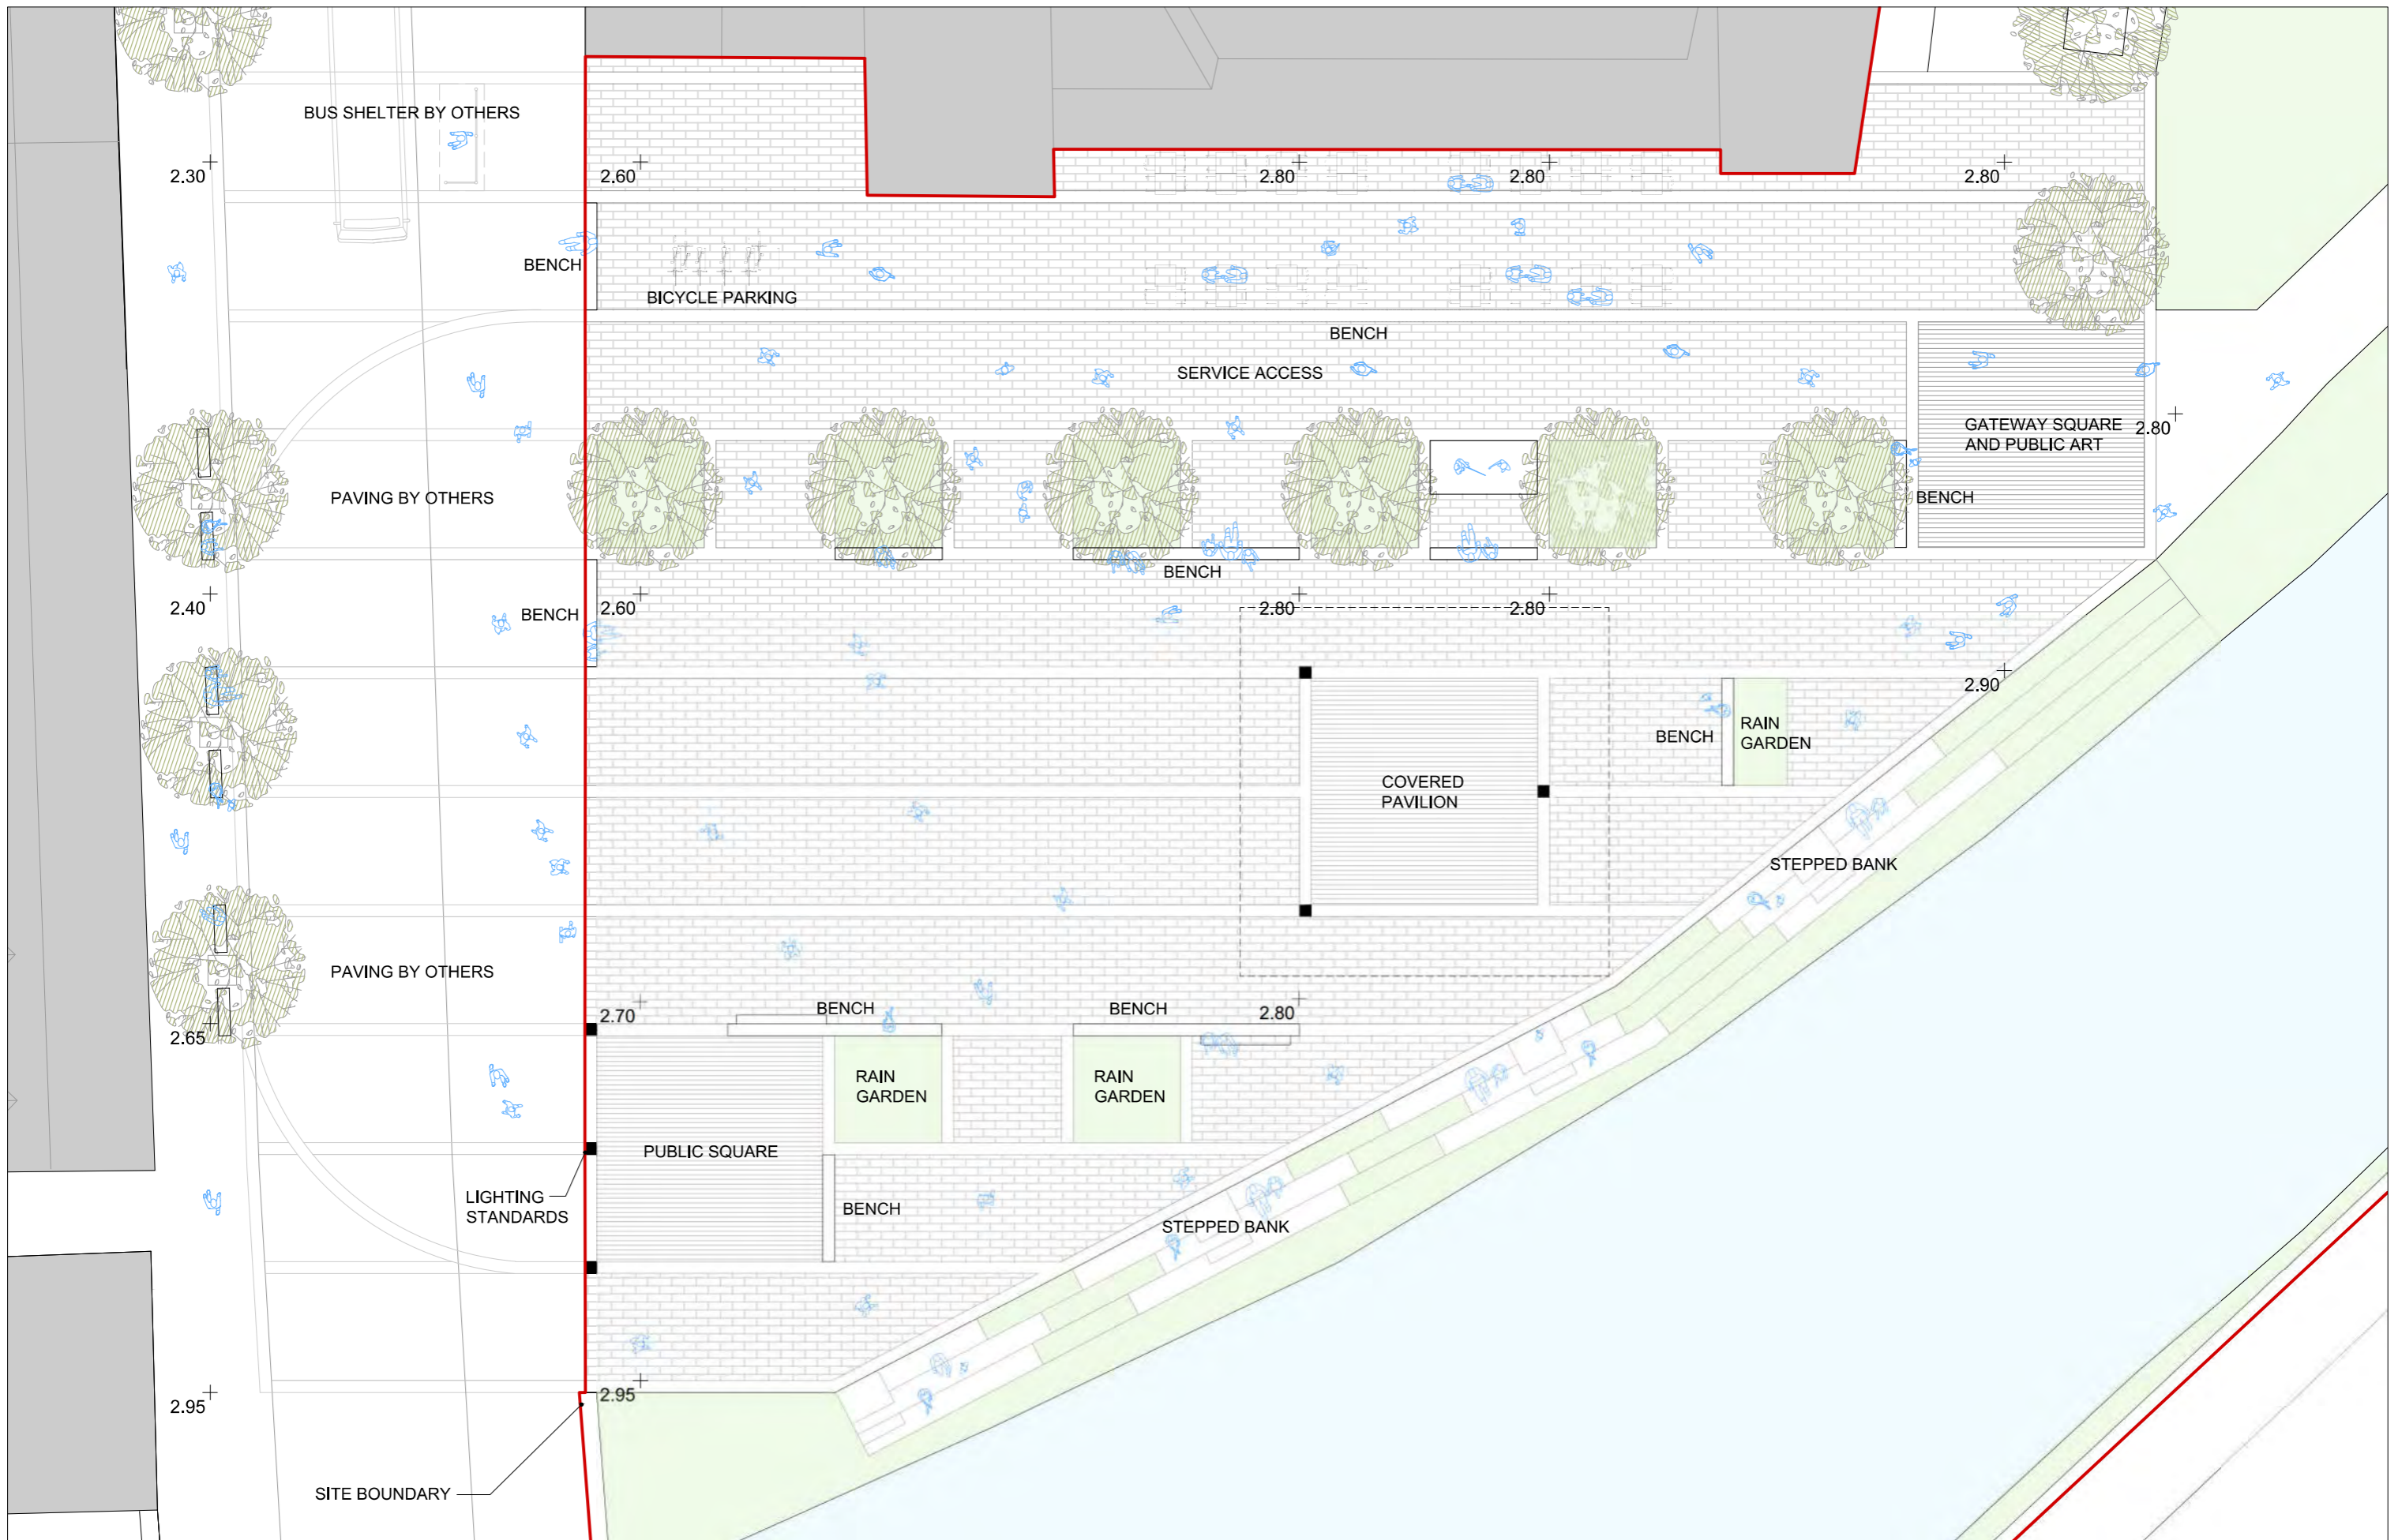 BUS SHELTER BY OTHERS
2.30
2.60
2.80
2.80
2.80
BENCH
BICYCLE PARKING
BENCH
SERVICE ACCESS
GATEWAY SQUARE
AND PUBLIC ART
2.80
PAVING BY OTHERS
BENCH
BENCH
2.40
BENCH
2.60
2.80
2.80
2.90
BENCH
RAIN
GARDEN
COVERED
PAVILION
STEPPED BANK
PAVING BY OTHERS
2.65
2.70
BENCH
BENCH
2.80
RAIN
GARDEN
RAIN
GARDEN
PUBLIC SQUARE
LIGHTING
STANDARDS
BENCH
STEPPED BANK
2.95
2.95
SITE BOUNDARY